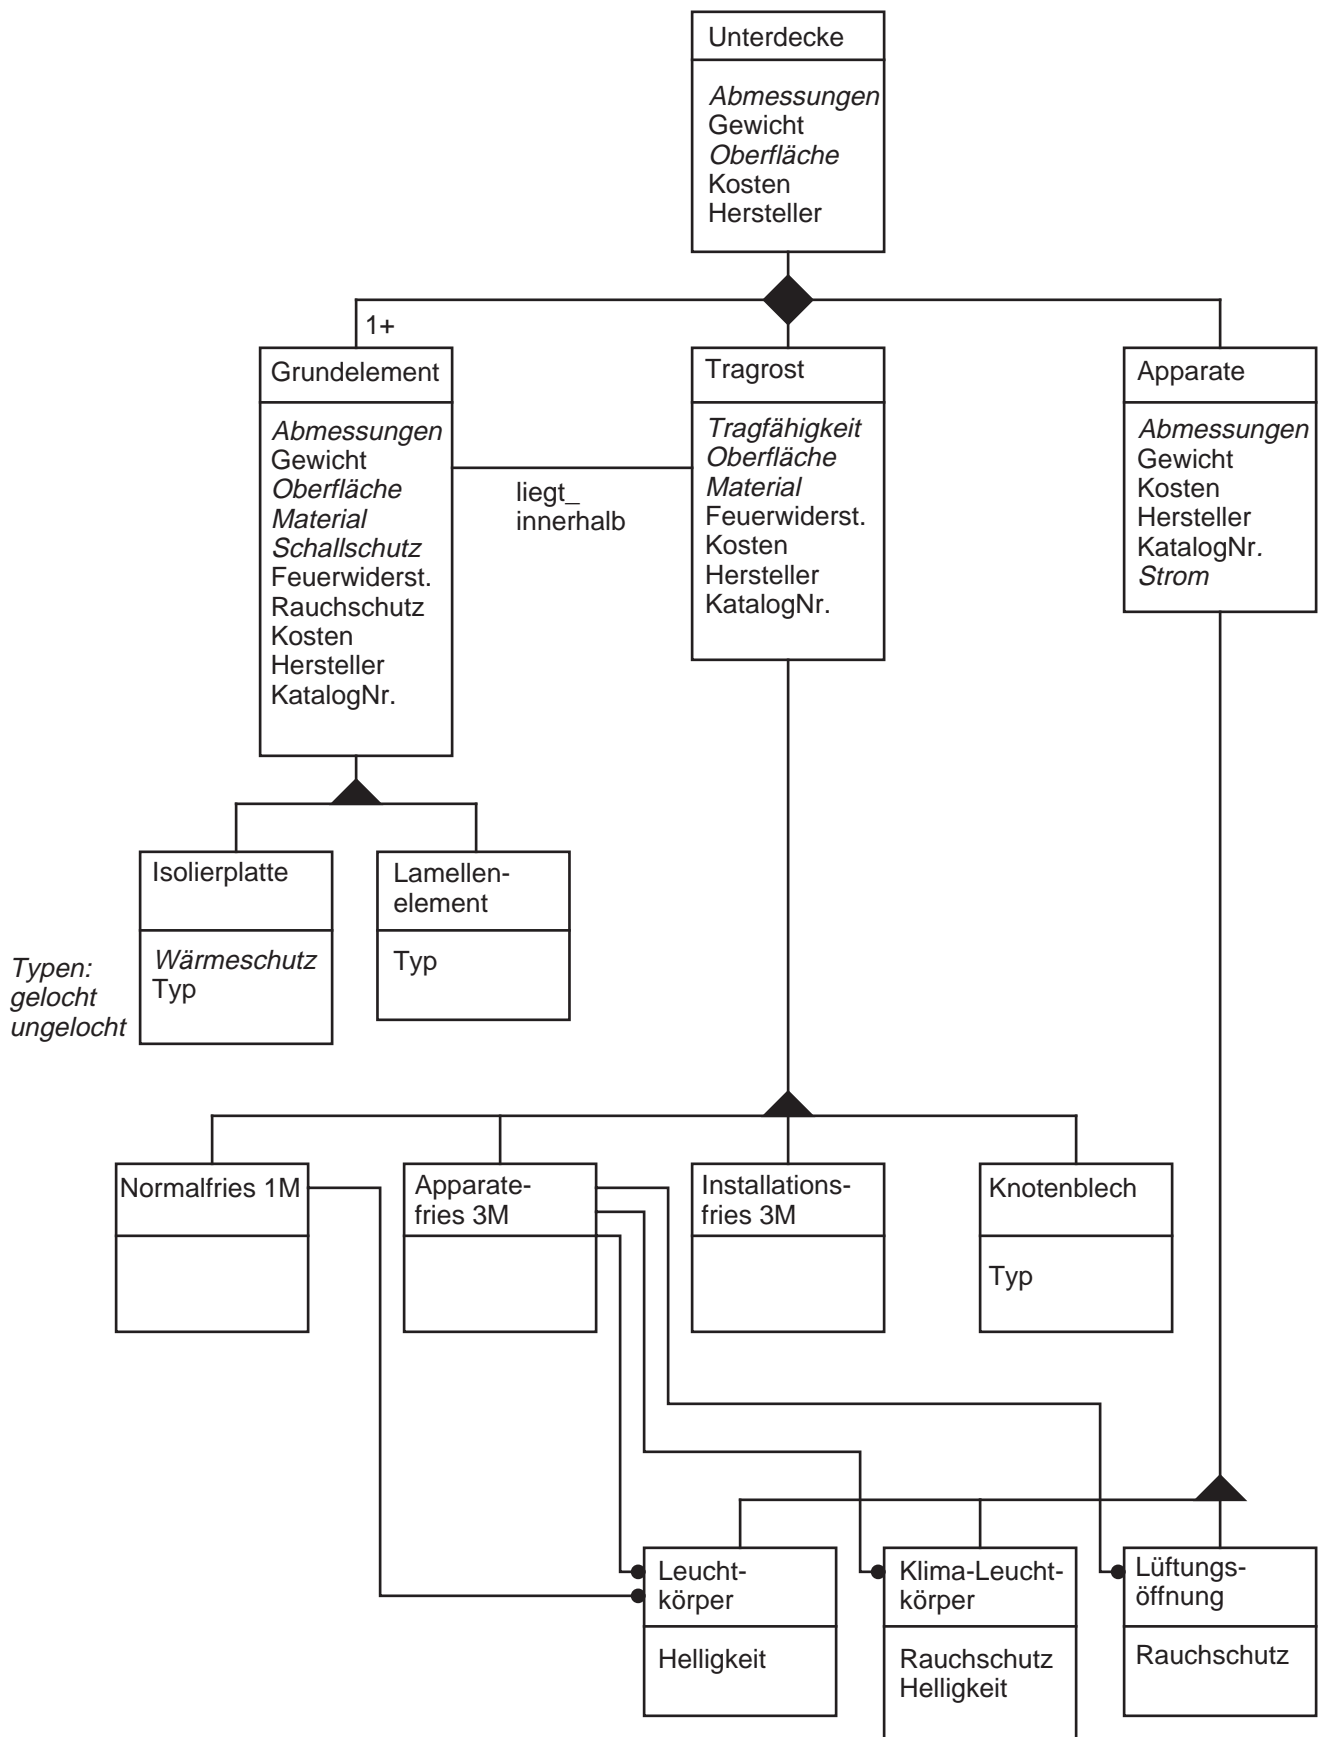 Unterdecke
Abmessungen
Gewicht
Oberfläche
Kosten
Hersteller
1+
Grundelement
Abmessungen
Gewicht
Oberfläche
Material
Schallschutz
Feuerwiderst.
Rauchschutz
Kosten
Hersteller
KatalogNr.
liegt_
innerhalb
Tragrost
Tragfähigkeit
Oberfläche
Material
Feuerwiderst.
Kosten
Hersteller
KatalogNr.
Apparate
Abmessungen
Gewicht
Kosten
Hersteller
KatalogNr.
Strom
Typen:
gelocht
ungelocht
Isolierplatte
Wärmeschutz
Typ
Lamellen-
element
Typ
Normalfries 1M
Apparate-
fries 3M
Installations-
fries 3M
Knotenblech
Typ
Leucht-
körper
Helligkeit
Klima-Leucht-
körper
Rauchschutz
Helligkeit
Lüftungs-
öffnung
Rauchschutz